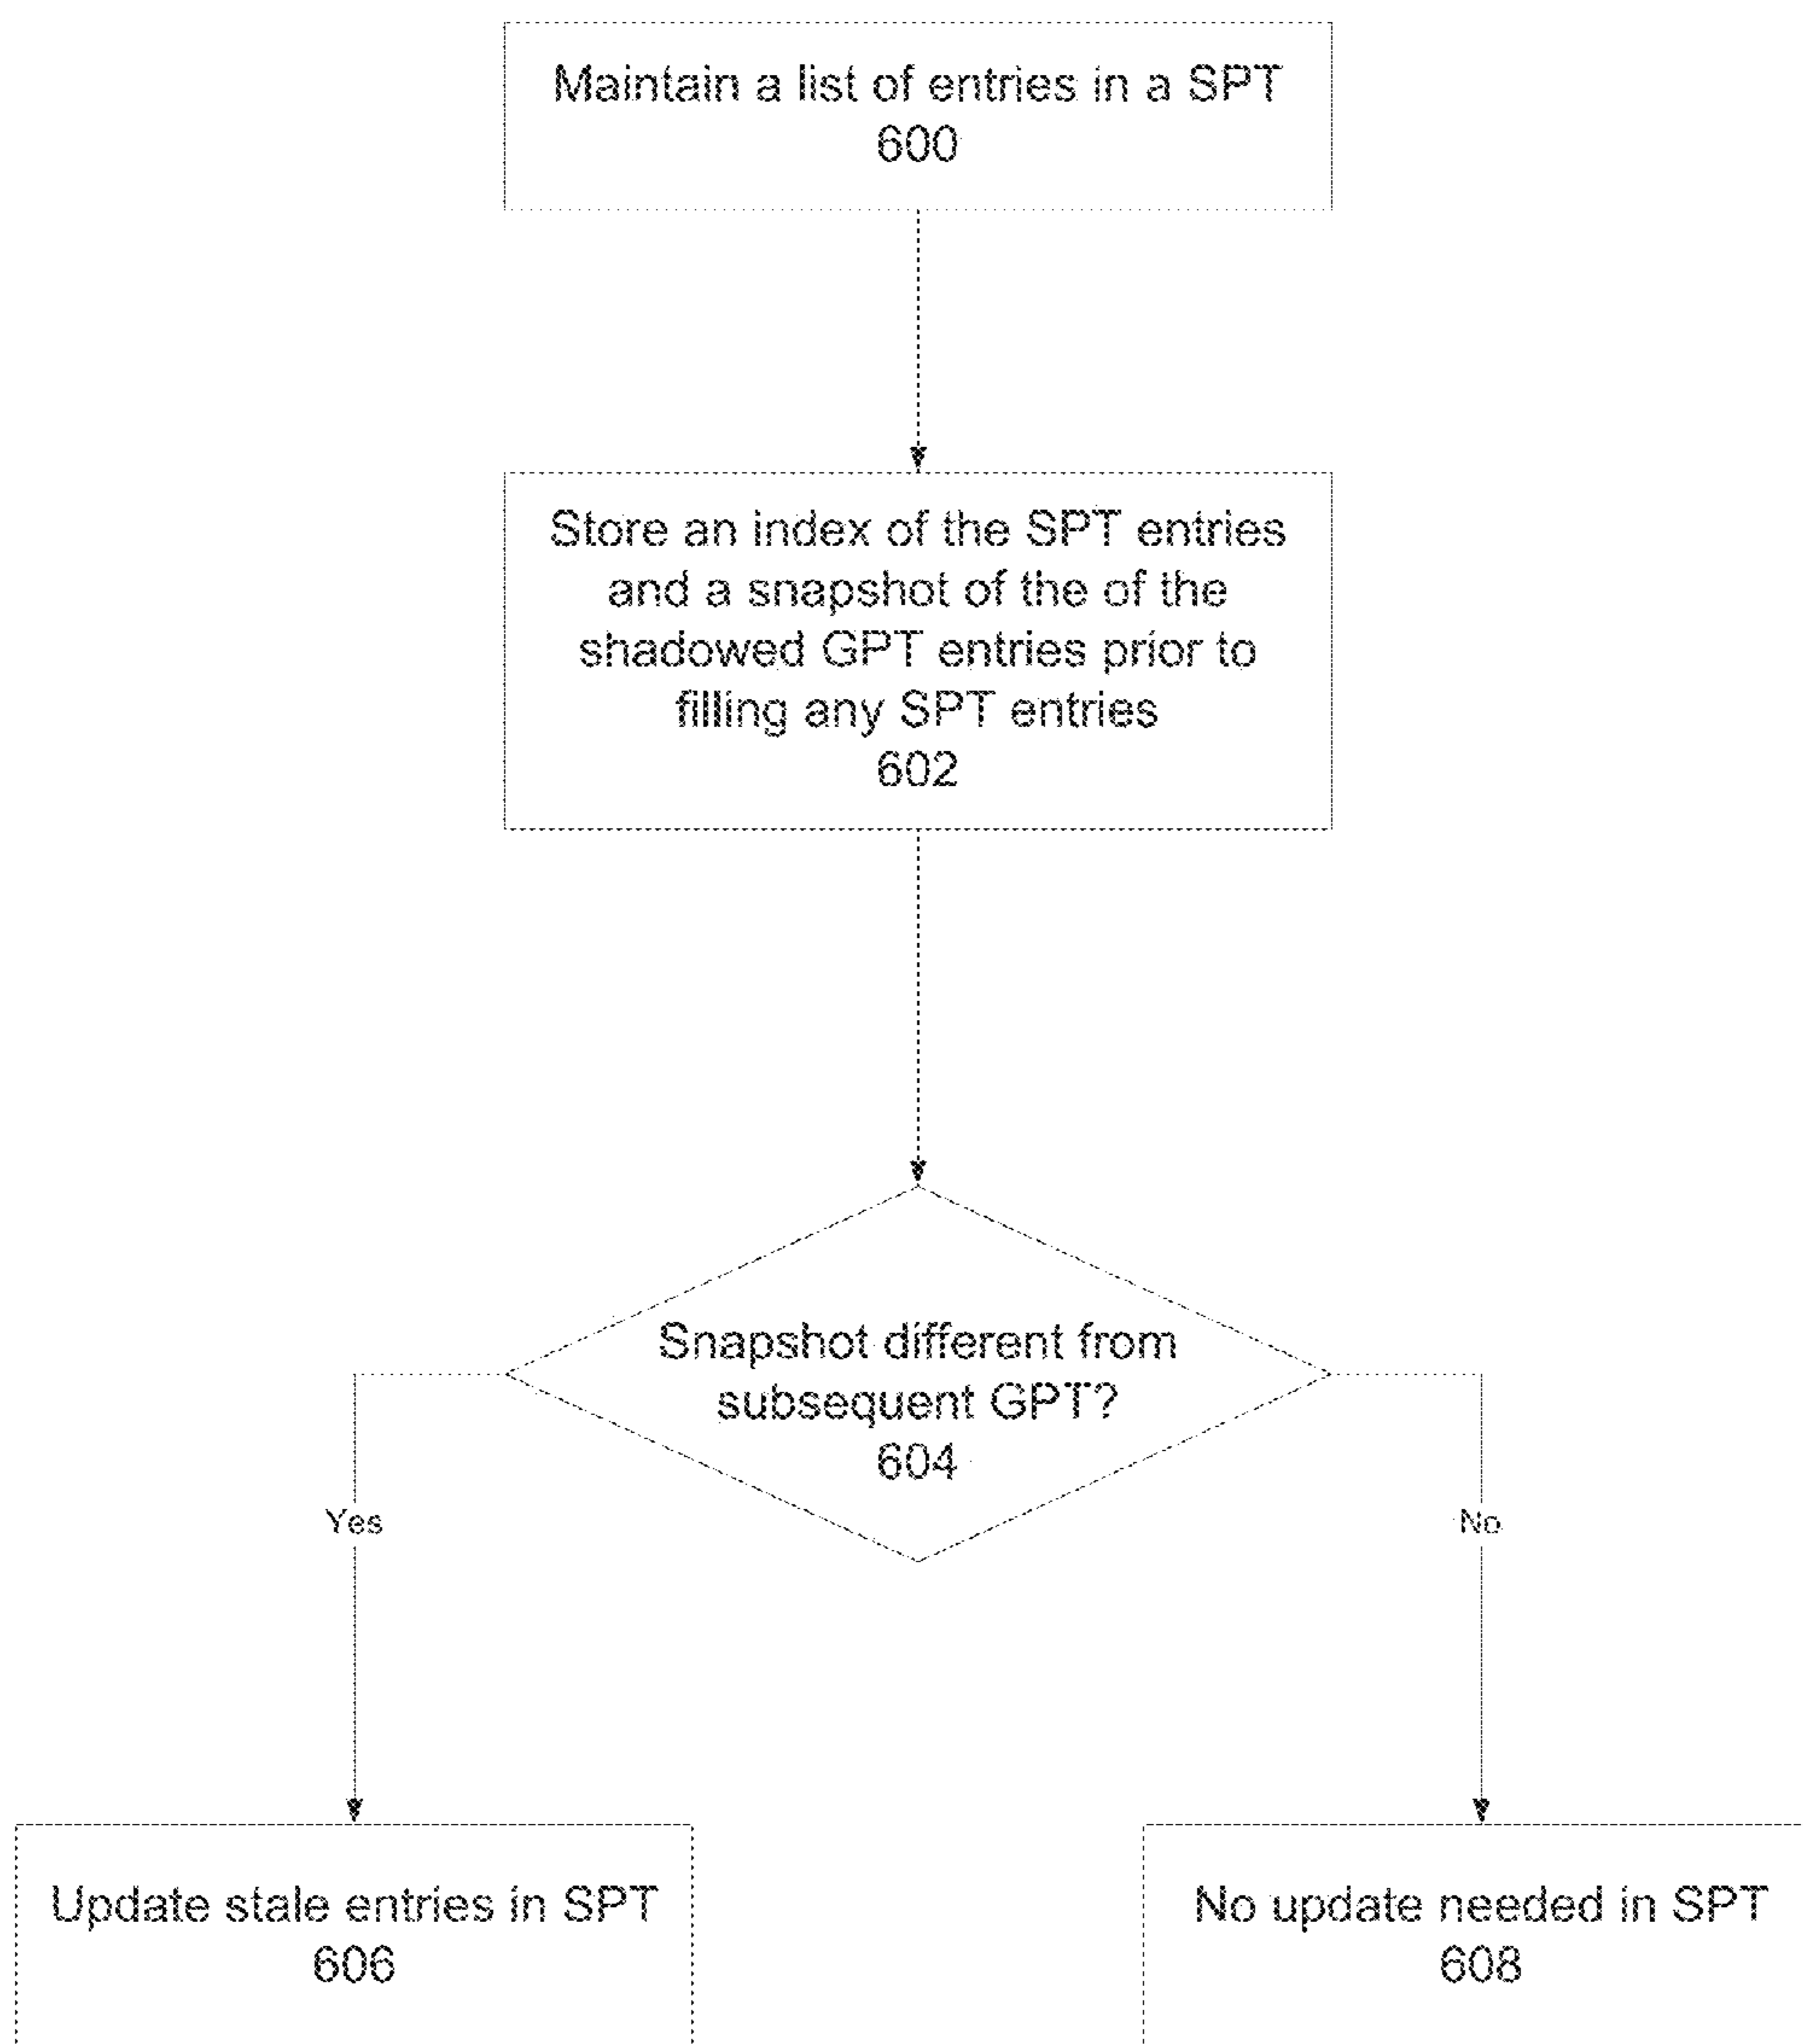 Maintain a list of entries in a SPT
600
Store an index of the SPT entries
and a snapshot of the of the
shadowed GPT entries prior to
filling any SPT entries
602
Snapshot different from
subsequent GPT?
604
Yes
No
Update stale entries in SPT
606
No update needed in SPT
608